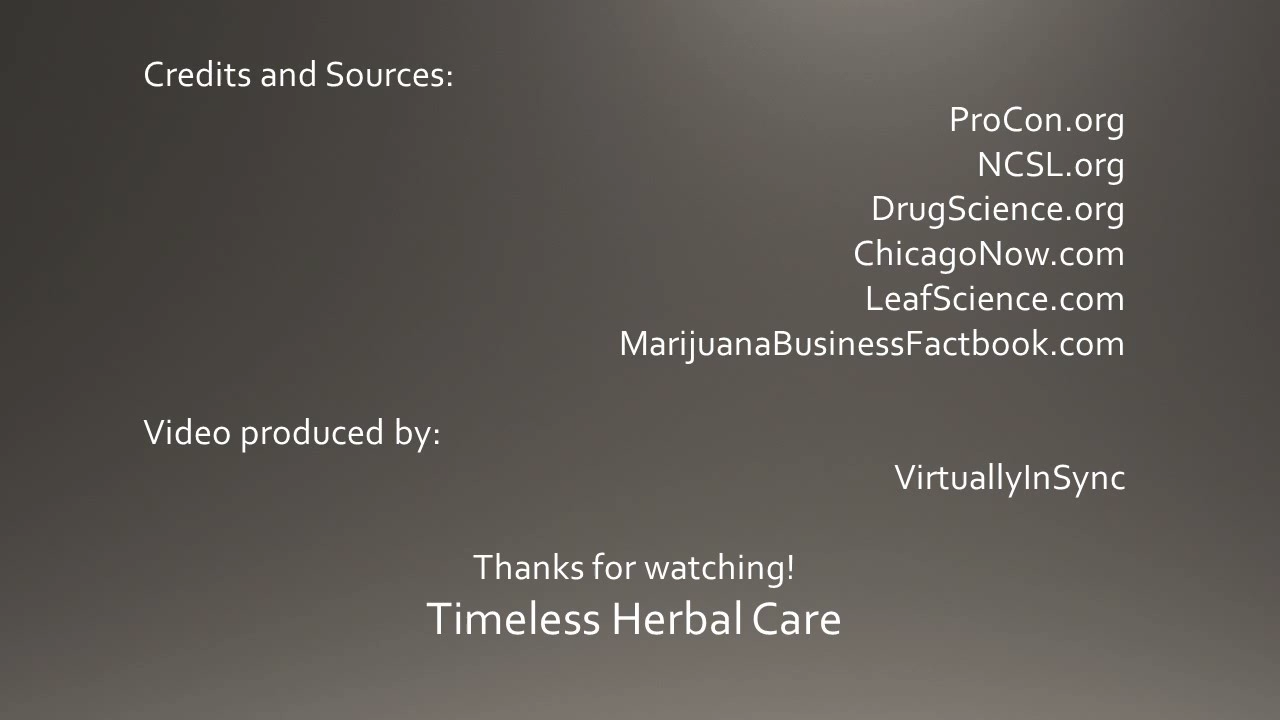 Credits and Sources:
ProCon.org
NCSL.org
DrugScience.org
ChicagoNow.com
LeafScience.com
MarijuanaBusinessFactbook.com
Video produced by:
VirtuallyInSync
Thanks for watching!
Timeless Herbal Care